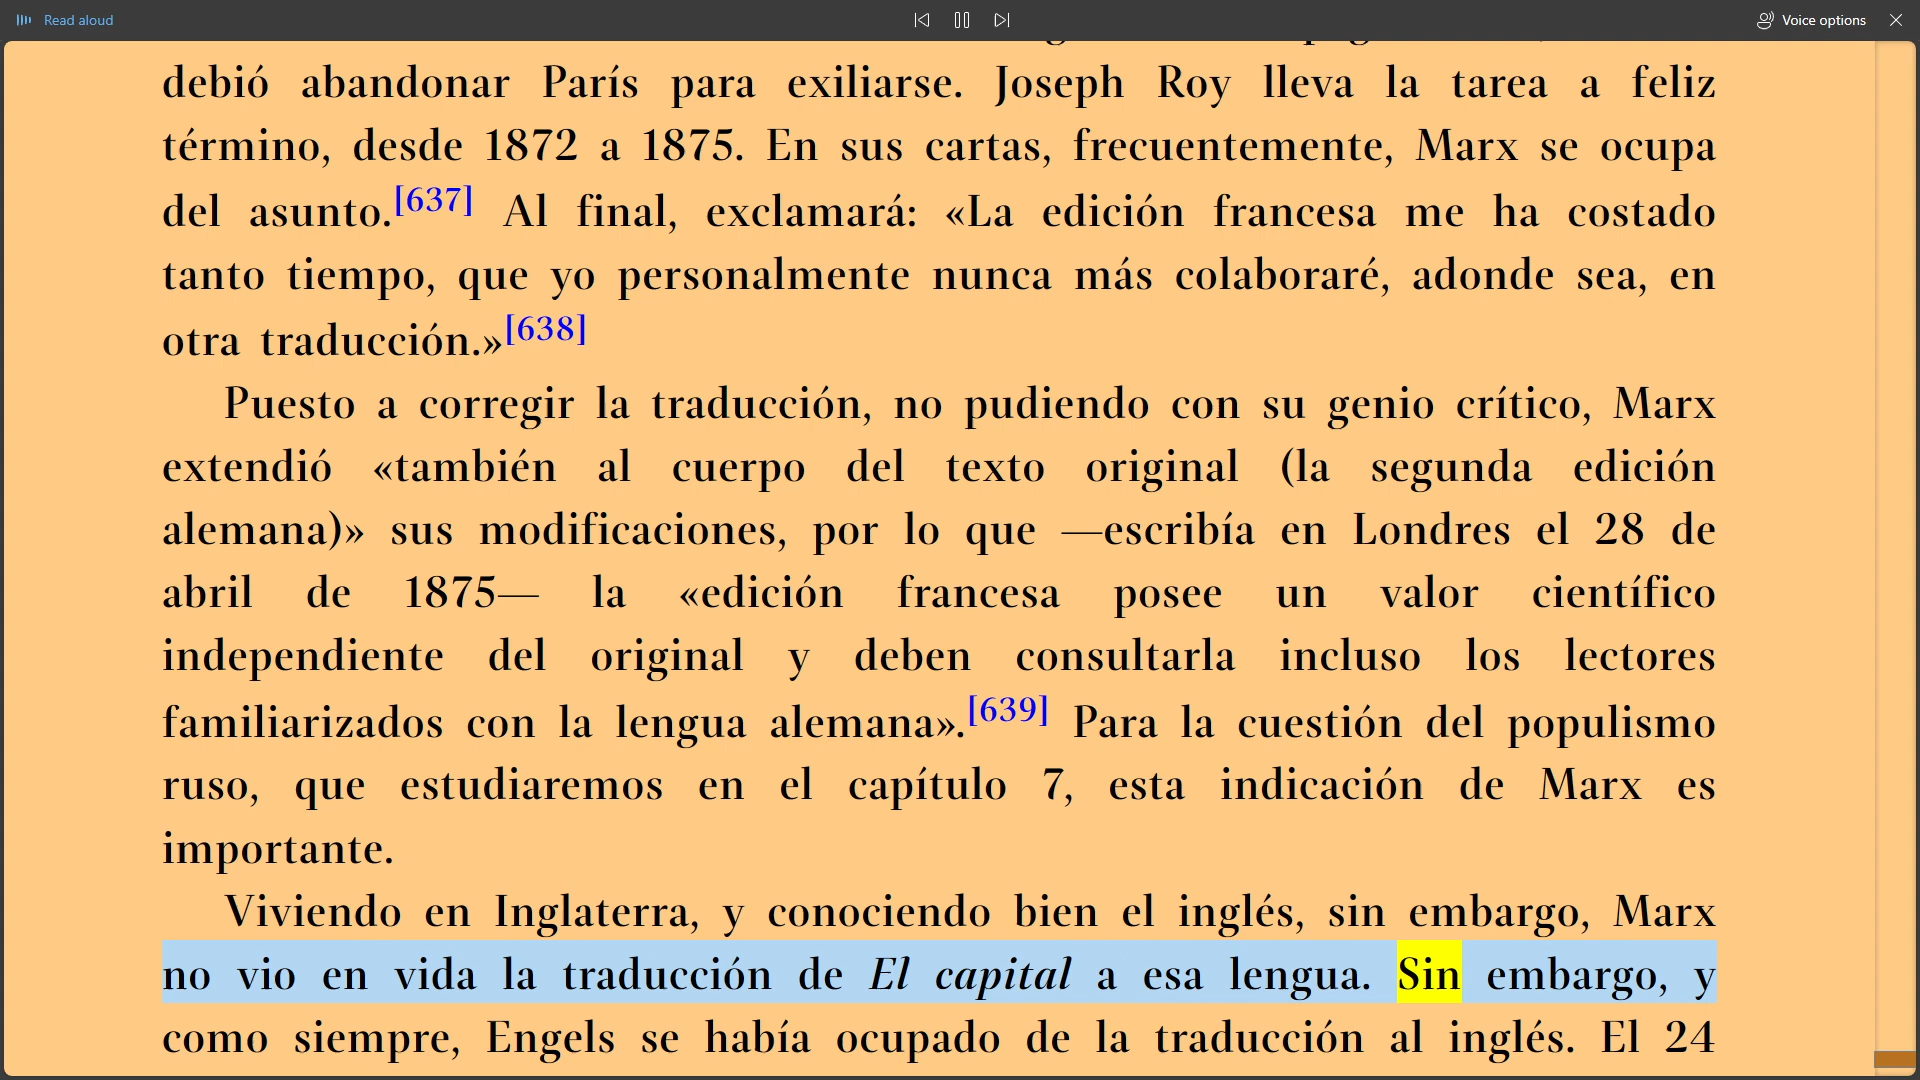 Read aloud
Voice options
debió abandonar París para exiliarse. Joseph Roy lleva la tarea a feliz
término, desde 1872 a 1875. En sus cartas, frecuentemente, Marx se ocupa
del asunto.[637] Al final, exclamará: «La edición francesa me ha costado
tanto tiempo, que yo personalmente nunca más colaboraré, adonde sea, en
otra traducción.»[638]
Puesto a corregir la traducción, no pudiendo con su genio crítico, Marx
extendió «también al cuerpo del texto original (la segunda edición
alemana)» sus modificaciones, por lo que —escribía en Londres el 28 de
abril de 1875— la «edición francesa posee un valor científico
independiente del original y deben consultarla incluso los lectores
familiarizados con la lengua alemana».[639] Para la cuestión del populismo
ruso, que estudiaremos en el capítulo 7, esta indicación de Marx es
importante.
Viviendo en Inglaterra, y conociendo bien el inglés, sin embargo, Marx
no vio en vida la traducción de El capital a esa lengua. Sin embargo, y
como siempre, Engels se había ocupado de la traducción al inglés. El 24